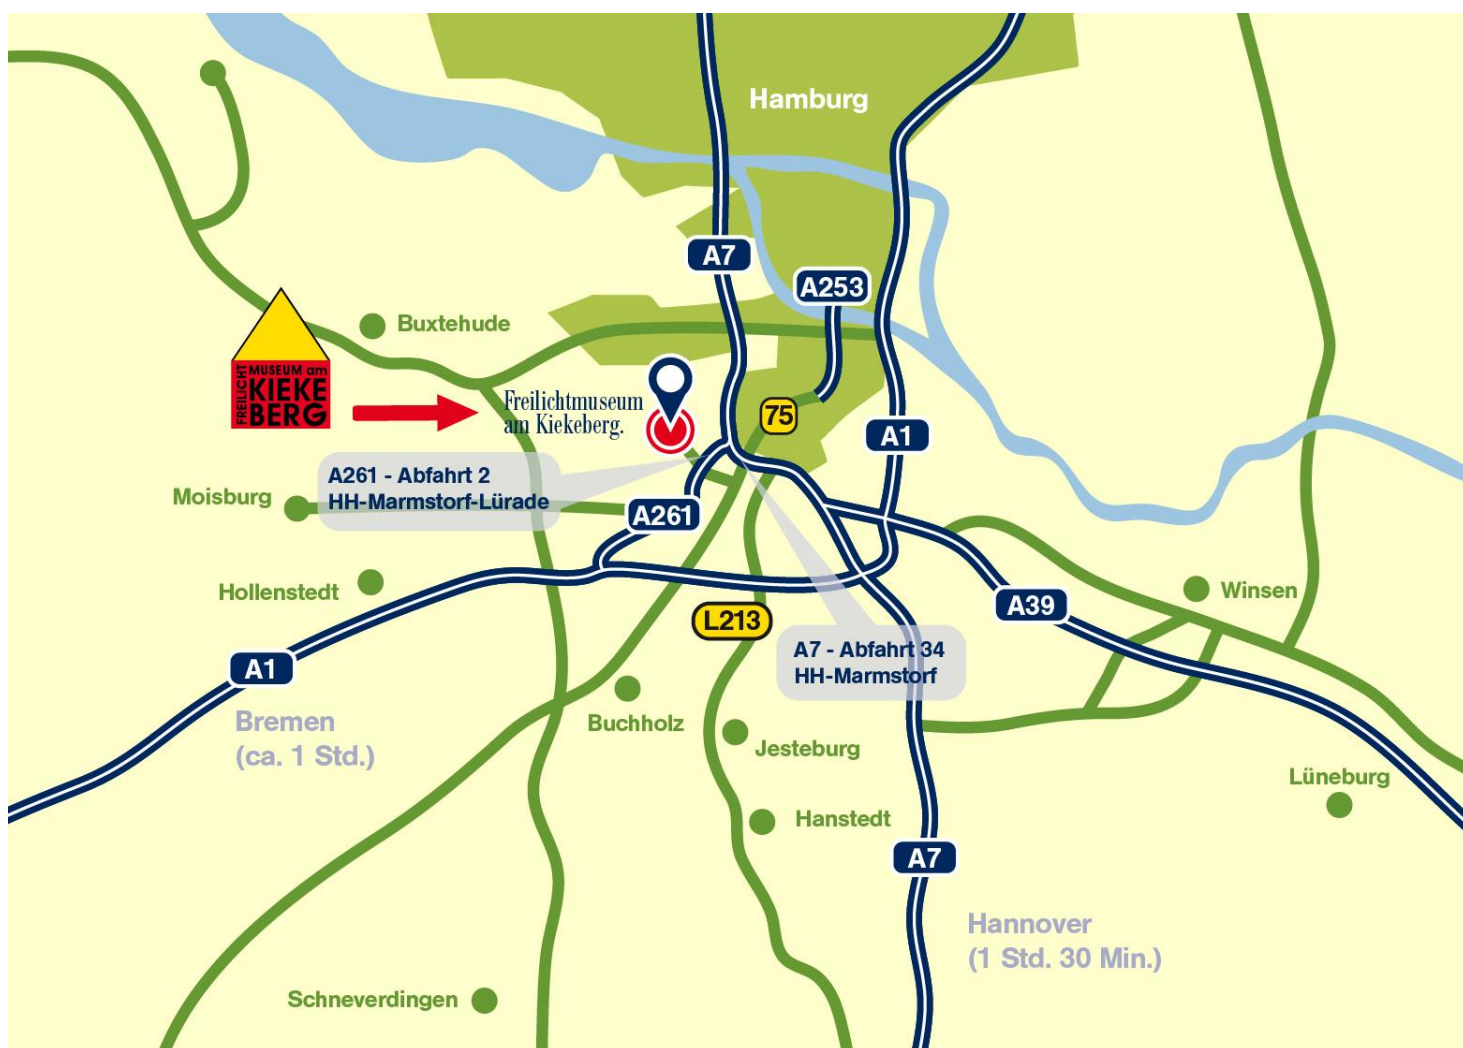 Hamburg
A7
A253
Buxtehude
FREILICHT
MUSEUM am
KIEKE
BERG
Freilichtmuseum
am Kiekeberg.
75
A1
A261 - Abfahrt 2
HH-Marmstorf-Lürade
Moisburg
A261
Hollenstedt
Winsen
A39
L213
A7 - Abfahrt 34
HH-Marmstorf
A1
Bremen
(ca. 1 Std.)
Buchholz
Jesteburg
Lüneburg
Hanstedt
A7
Hannover
(1 Std. 30 Min.)
Schneverdingen